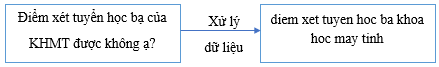 Điểm xét tuyển học bạ của
KHMT được không ạ?
Xử lý
dữ liệu
diem xet tuyen hoc ba khoa
hoc may tinh